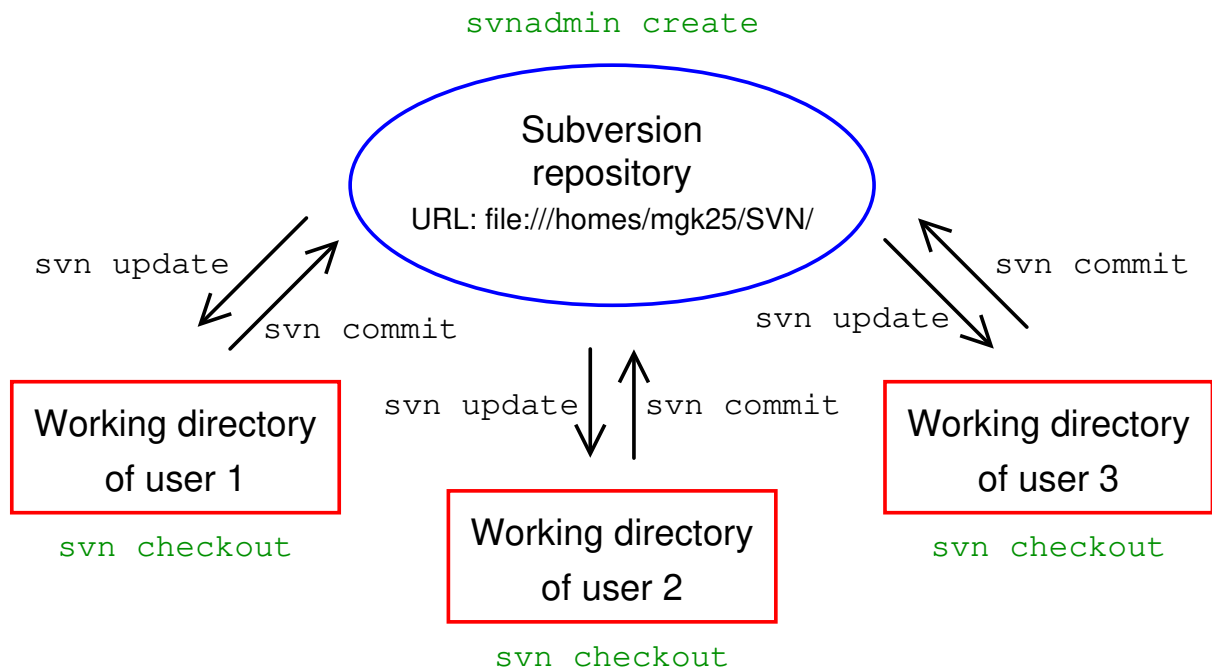 svnadmin create
Subversion
repository
URL: file:///homes/mgk25/SVN/
svn update
svn commit
svn commit
svn update
svn update
svn commit
Working directory
of user 1
svn checkout
Working directory
of user 2
svn checkout
Working directory
of user 3
svn checkout